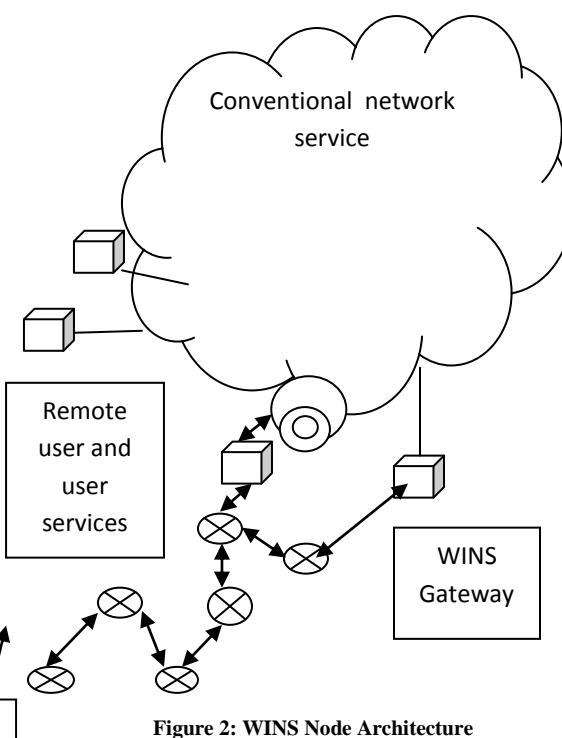 Conventional network
service
Remote
user and
user
services
WINS
Gateway
Figure 2: WINS Node Architecture